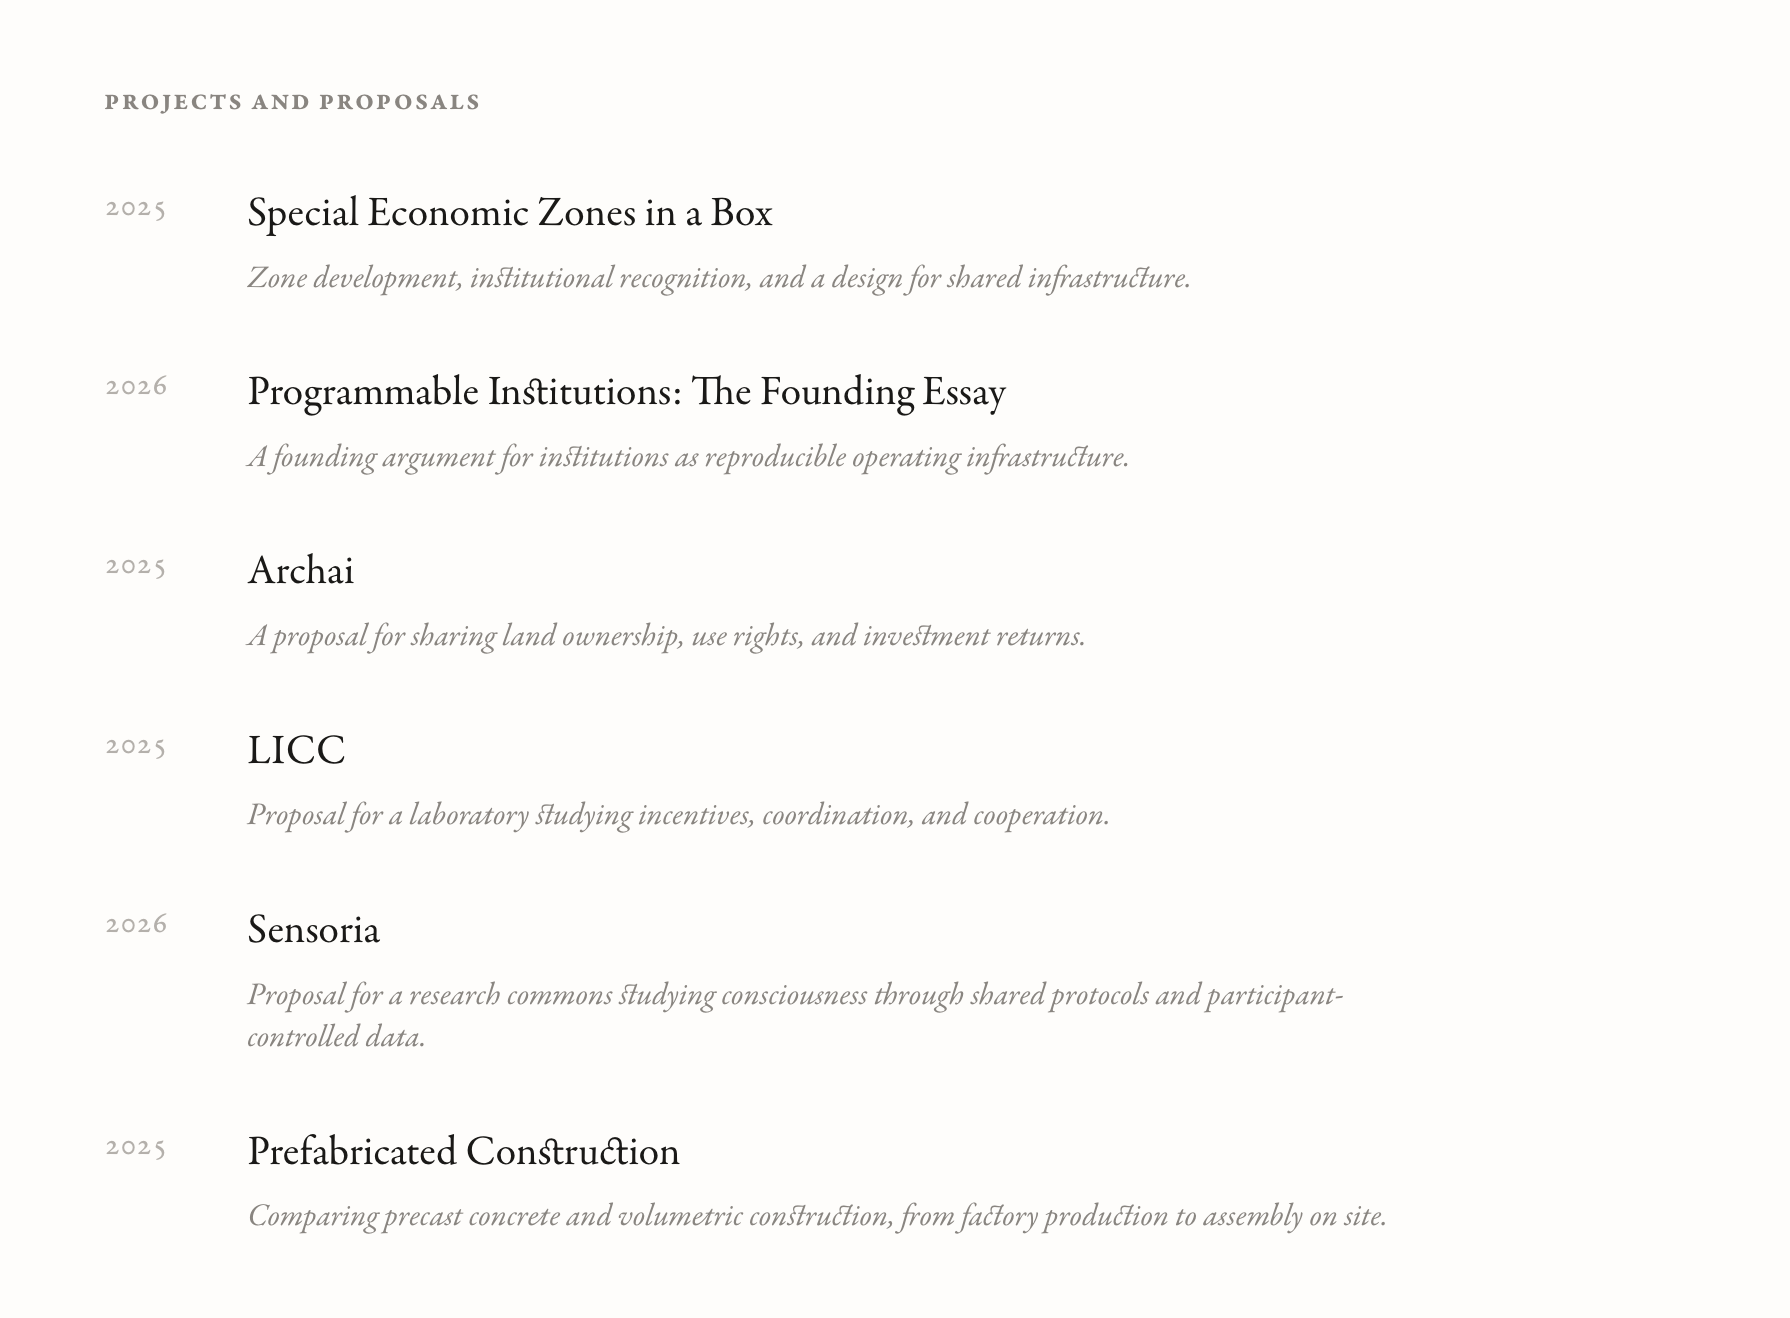 PROJECTS AND PROPOSALS
2025
Special Economic Zones in a Box
Zone development, institutional recognition, and a design for shared infrastructure.
2026
Programmable Institutions: The Founding Essay
A founding argument for institutions as reproducible operating infrastructure.
2025
Archai
A proposal for sharing land ownership, use rights, and investment returns.
2025
LICC
Proposal for a laboratory studying incentives, coordination, and cooperation.
2026
Sensoria
Proposal for a research commons studying consciousness through shared protocols and participant-
controlled data.
2025
Prefabricated Construction
Comparing precast concrete and volumetric construction, from factory production to assembly on site.